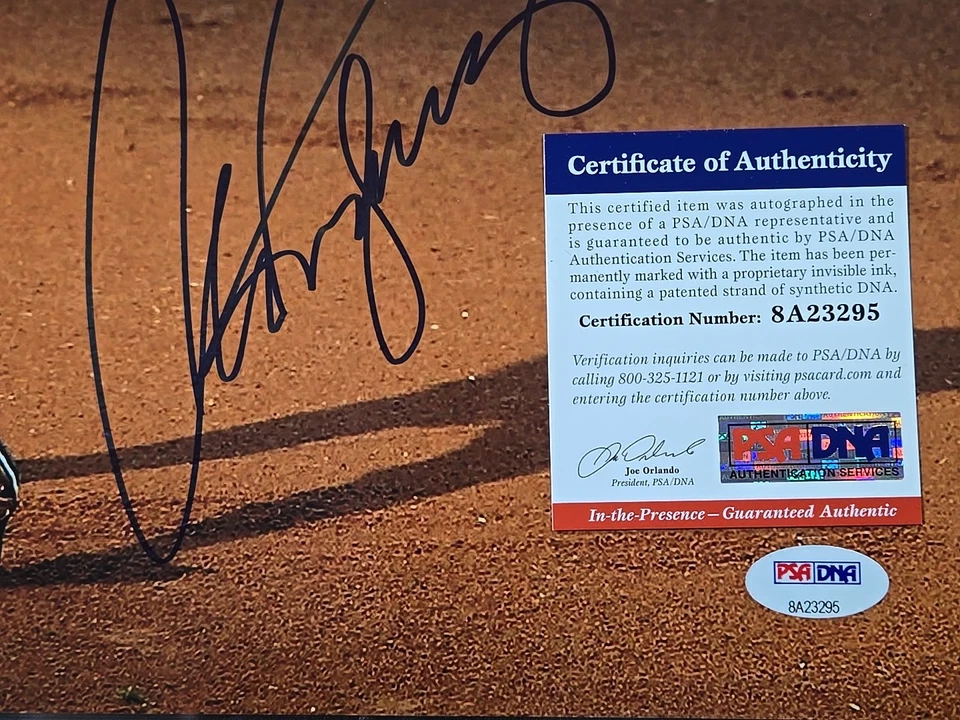 Certificate of Authenticity
This certified item was autographed in the
presence of a PSA/DNA representative and
is guaranteed to be authentic by PSA/DNA
Authentication Services. The item has been per-
manently marked with a proprietary invisible ink,
containing a patented strand of synthetic DNA.
Certification Number: 8A23295
Verification inquiries can be made to PSA/DNA by
calling 800-325-1121 or by visiting psacard.com and
entering the certification number above.
PSA DNA
AUTHENTICATION SERVICES
Joe Orlando
President, PSA/DNA
In-the-Presence – Guaranteed Authentic
PSA DNA
8A23295